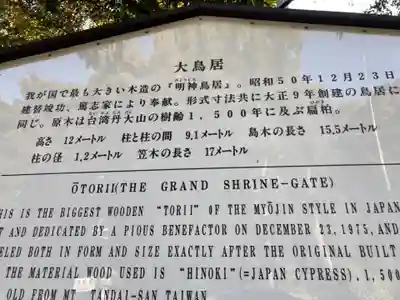 大鳥居
我が国で最も大きい木造の『明神鳥居』。昭和50年12月23日
建替竣功、篤志家により奉献。形式寸法共に大正9年創建の鳥居に
同じ。原木は台湾丹大山の樹齢1,500年に及ぶ扁柏。
高さ 12メートル 柱と柱の間 9.1メートル 島木の長さ 15.5メートル
柱の径 1.2メートル 笠木の長さ 17メートル
ŌTORII(THE GRAND SHRINE-GATE)
THIS IS THE BIGGEST WOODEN "TORII" OF THE MYŌJIN STYLE IN JAPAN
AND DEDICATED BY A PIOUS BENEFACTOR ON DECEMBER 23,1975, AND
ELED BOTH IN FORM AND SIZE EXACTLY AFTER THE ORIGINAL BUILT
THE MATERIAL WOOD USED IS "HINOKI"(=JAPAN CYPRESS), 1,500
OLD FROM MT. TANDAI-SAN TAIWAN